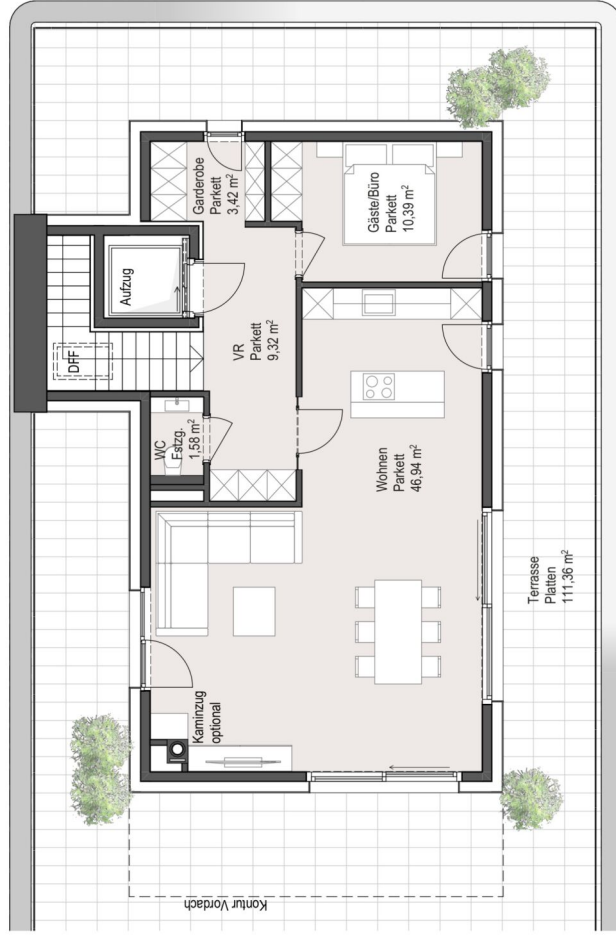 Garderobe
Parkett
3,42 m²
Gäste/Büro
Parkett
10,39 m²
Aufzug
DFF
VR
Parkett
9,32 m²
WC
Fstzg.
1,58 m²
Wohnen
Parkett
46,94 m²
Terrasse
Platten
111,36 m²
Kaminzug
optional
Kontur Vordach